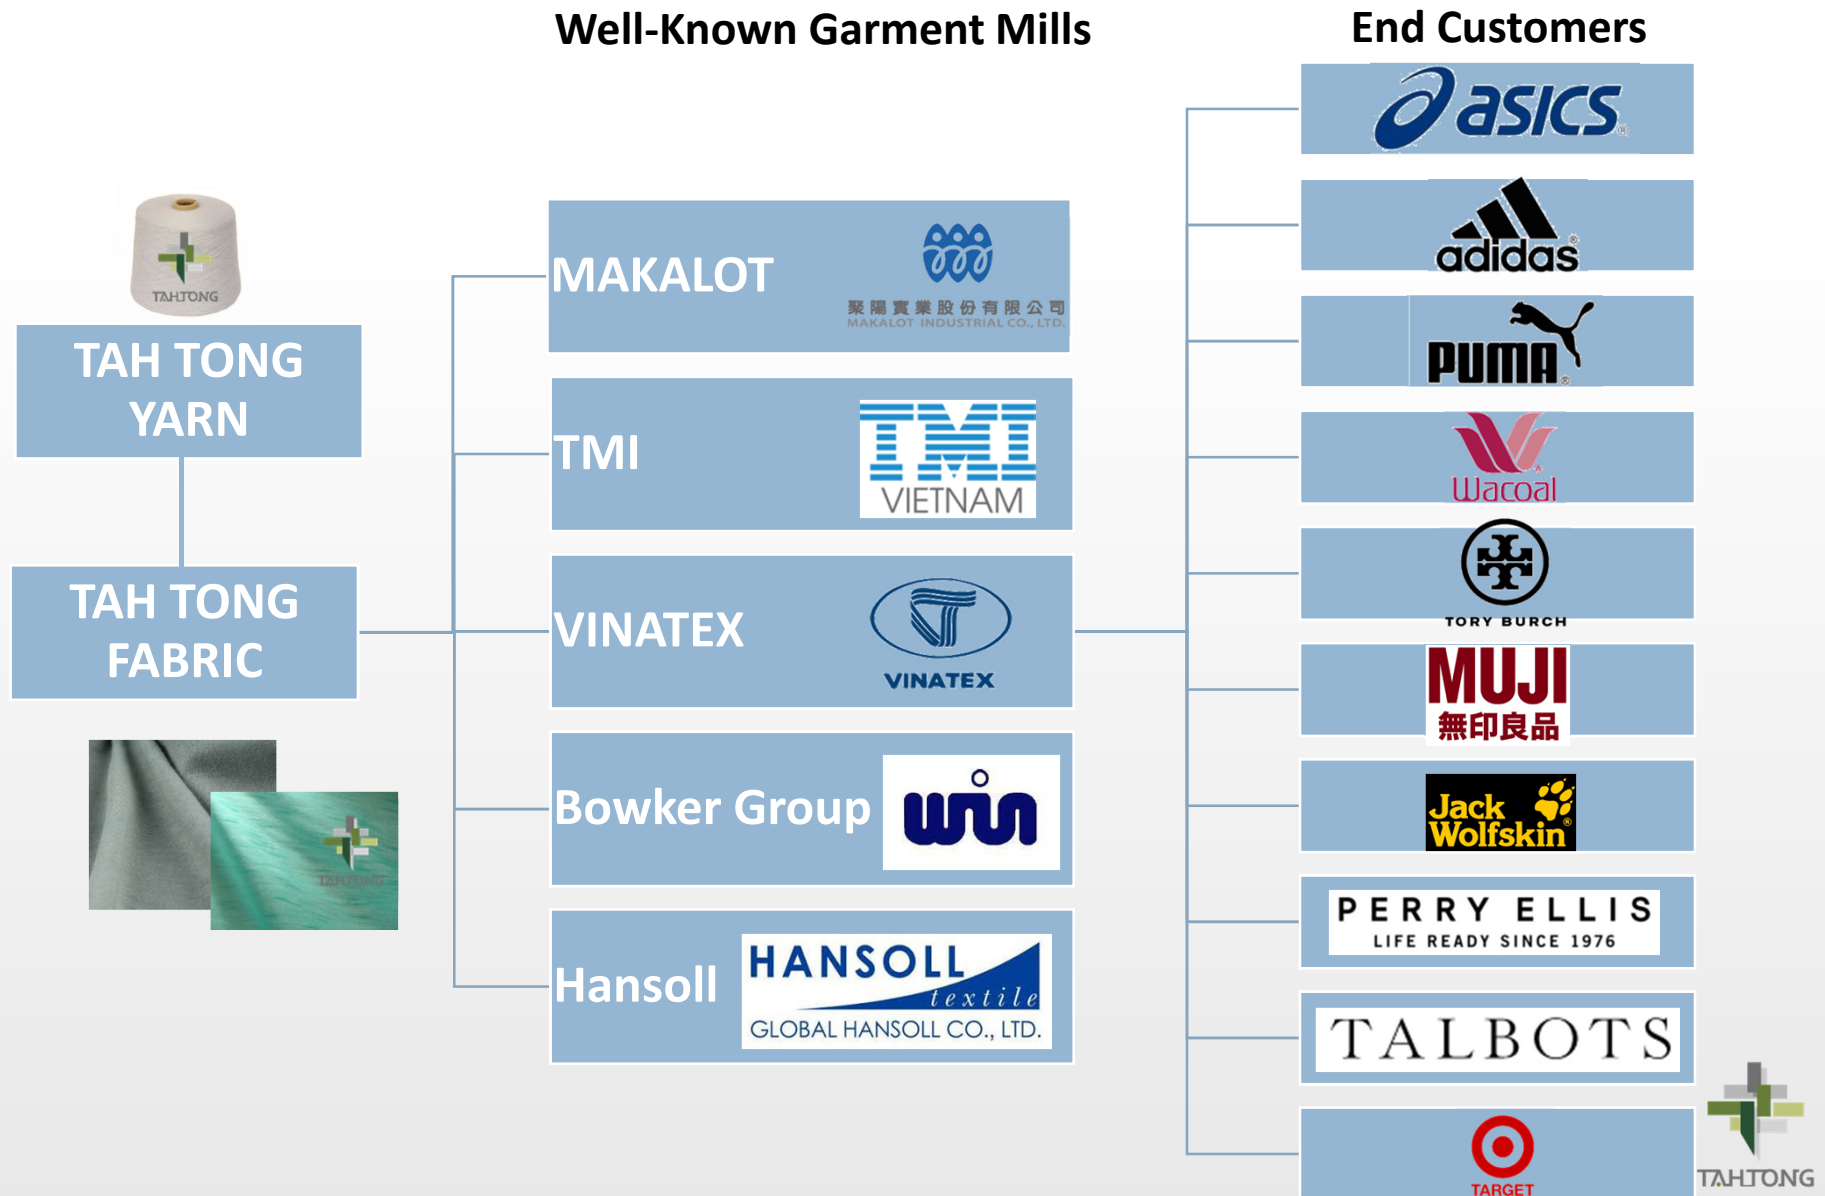 Well-Known Garment Mills
End Customers
TAHTONG
TAH TONG
YARN
TAH TONG
FABRIC
TAHTONG
MAKALOT
聚陽實業股份有限公司
MAKALOT INDUSTRIAL CO., LTD.
TMI
TMI
VIETNAM
VINATEX
VINATEX
Bowker Group
win
Hansoll
HANSOLL
textile
GLOBAL HANSOLL CO., LTD.
asics
adidas
PUMA
Wacoal
TORY BURCH
MUJI
無印良品
Jack
Wolfskin
PERRY ELLIS
LIFE READY SINCE 1976
TALBOTS
TARGET
TAHTONG